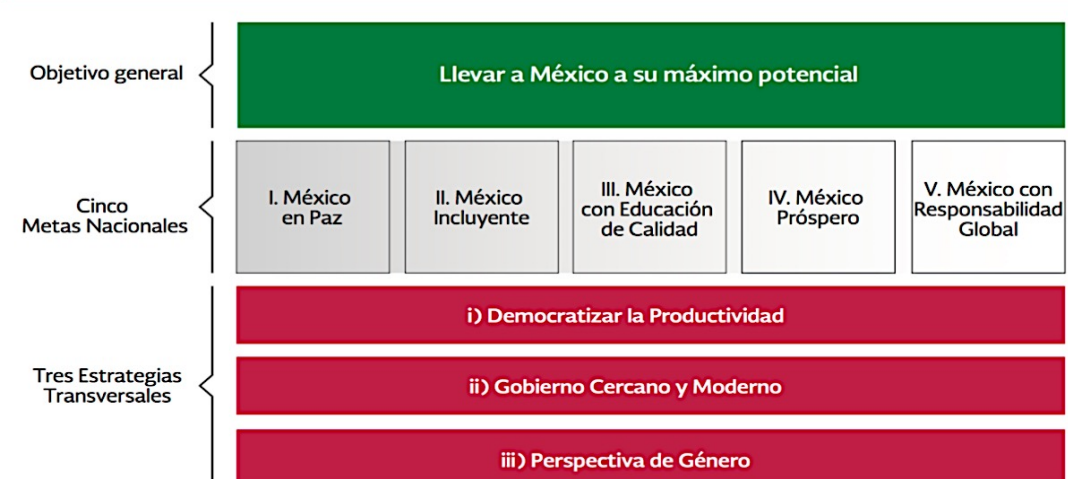 Objetivo general
Llevar a México a su máximo potencial
Cinco
Metas Nacionales
I. México
en Paz
II. México
Incluyente
III. México
con Educación
de Calidad
IV. México
Próspero
V. México con
Responsabilidad
Global
Tres Estrategias
Transversales
i) Democratizar la Productividad
ii) Gobierno Cercano y Moderno
iii) Perspectiva de Género